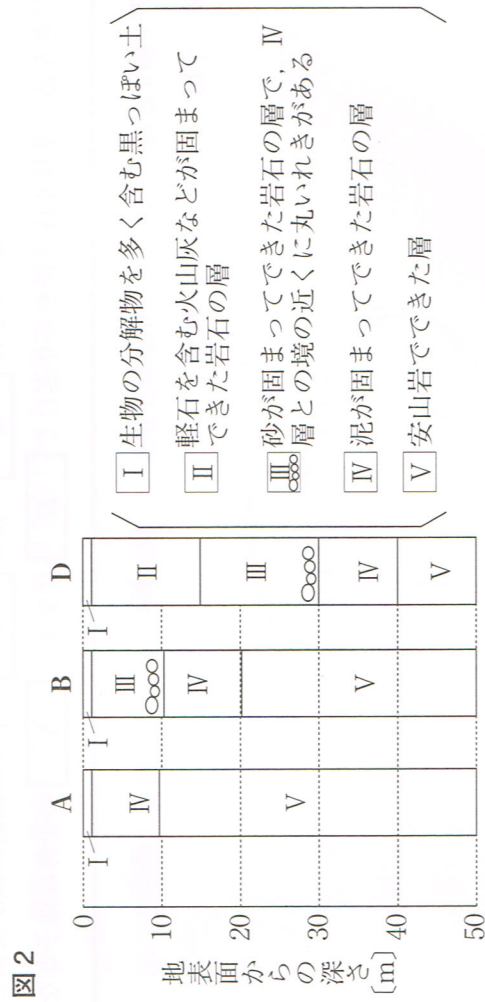 図2
A
B
D
地表面からの深さ
〔m〕
0
10
20
30
40
50
I
IV
V
I
III
IV
V
I
II
III
IV
V
I 生物の分解物を多く含む黒っぽい土
II 軽石を含む火山灰などが固まって
できた岩石の層
III 砂が固まってできた岩石の層で，IV
層との境の近くに丸いれきがある
IV 泥が固まってできた岩石の層
V 安山岩でできた層